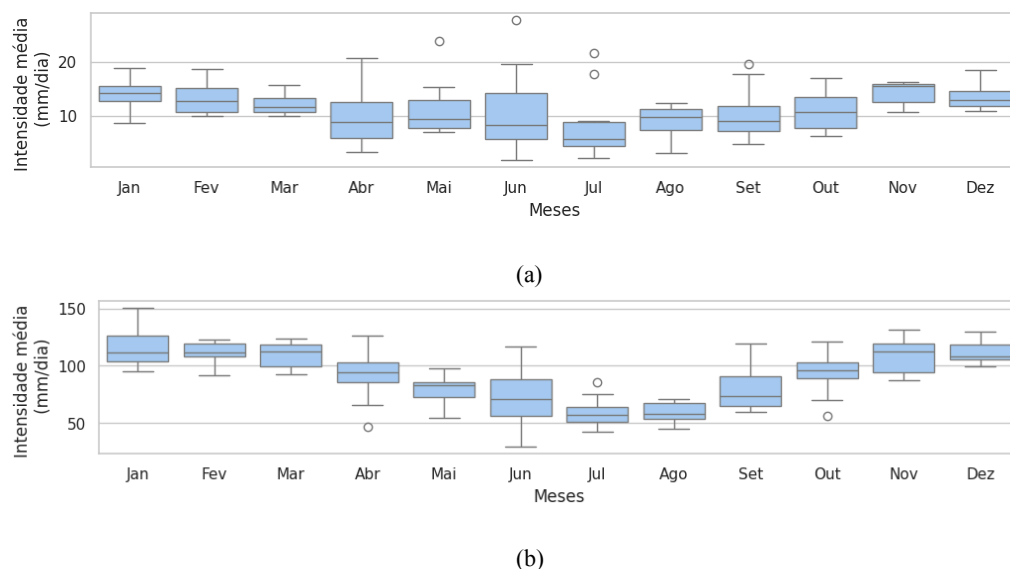 Intensidade média
(mm/dia)
20
10
Jan Fev Mar Abr Mai Jun Jul Ago Set Out Nov Dez
Meses
(a)
Intensidade média
(mm/dia)
150
100
50
Jan Fev Mar Abr Mai Jun Jul Ago Set Out Nov Dez
Meses
(b)